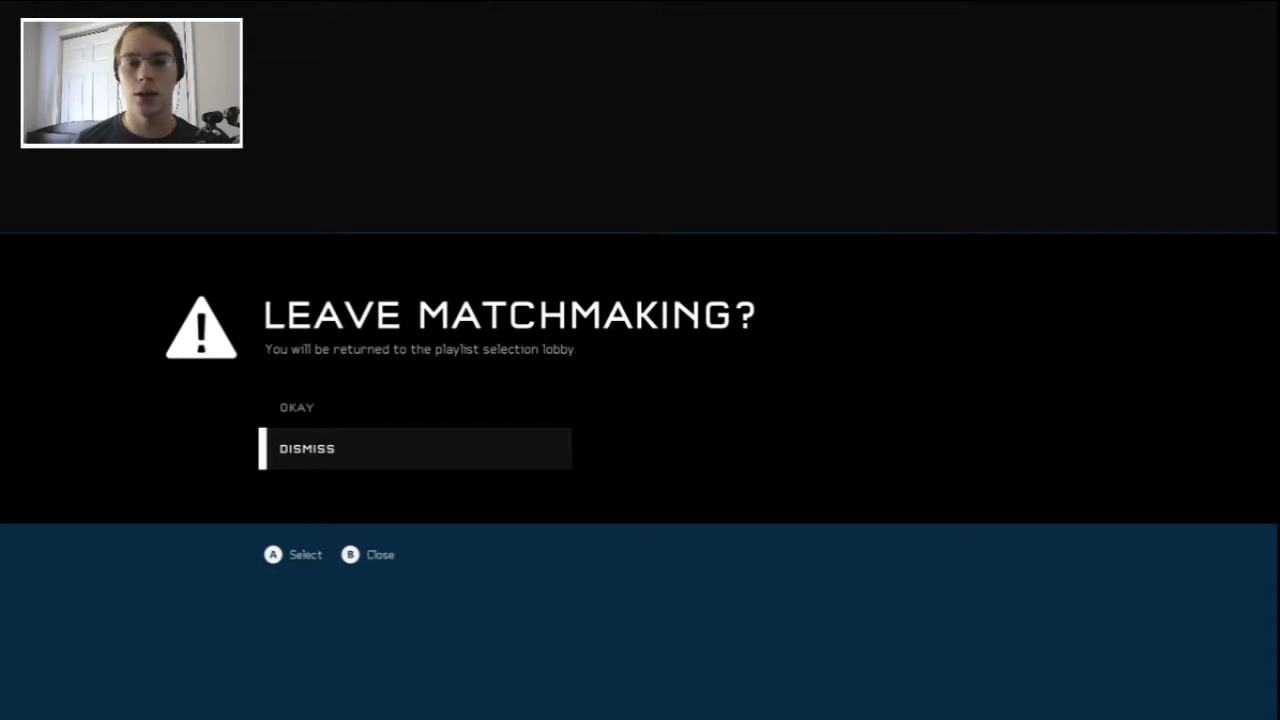 LEAVE MATCHMAKING?
You will be returned to the playlist selection lobby.
OKAY
DISMISS
A Select B Close